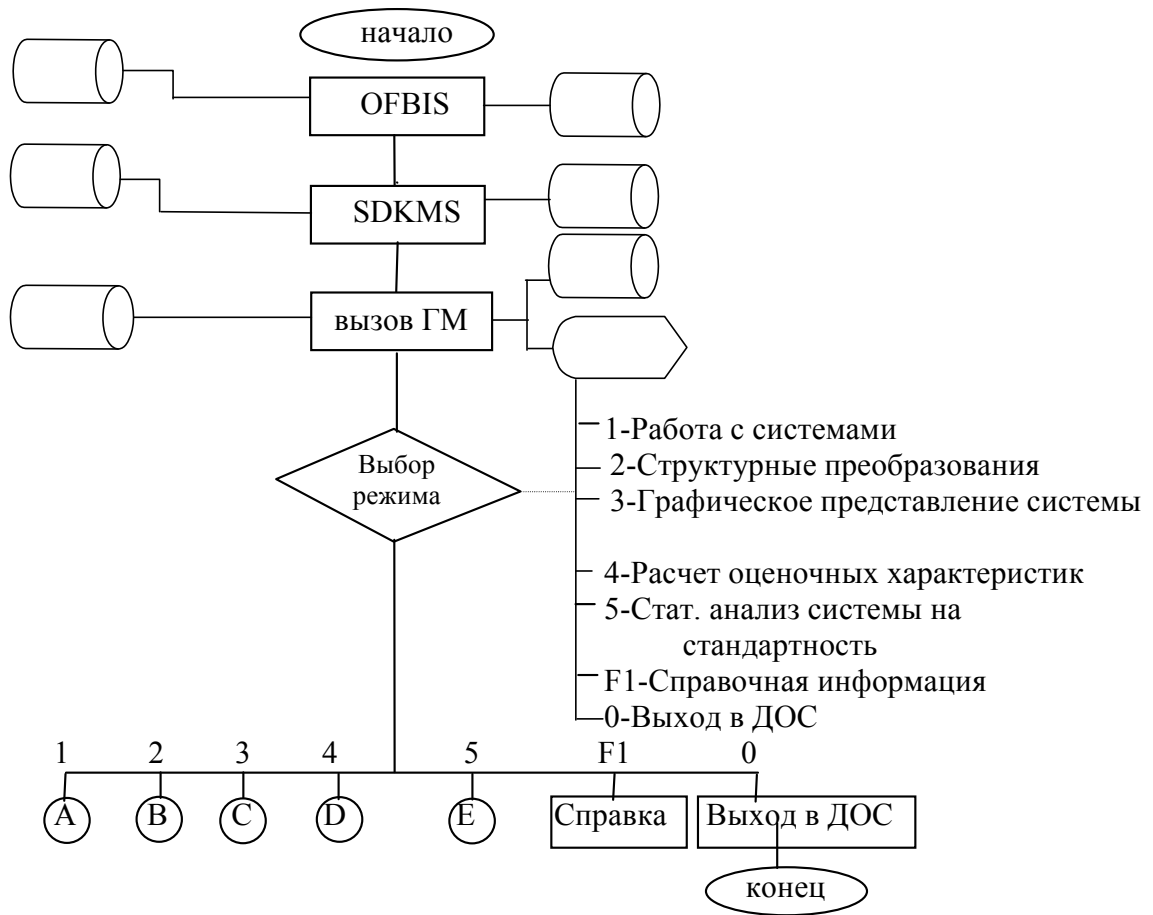 начало
OFBIS
SDKMS
вызов ГМ
Выбор
режима
1-Работа с системами
2-Структурные преобразования
3-Графическое представление системы
4-Расчет оценочных характеристик
5-Стат. анализ системы на
стандартность
F1-Справочная информация
0-Выход в ДОС
1 2 3 4 5 F1 0
A B C D E Справка Выход в ДОС
конец